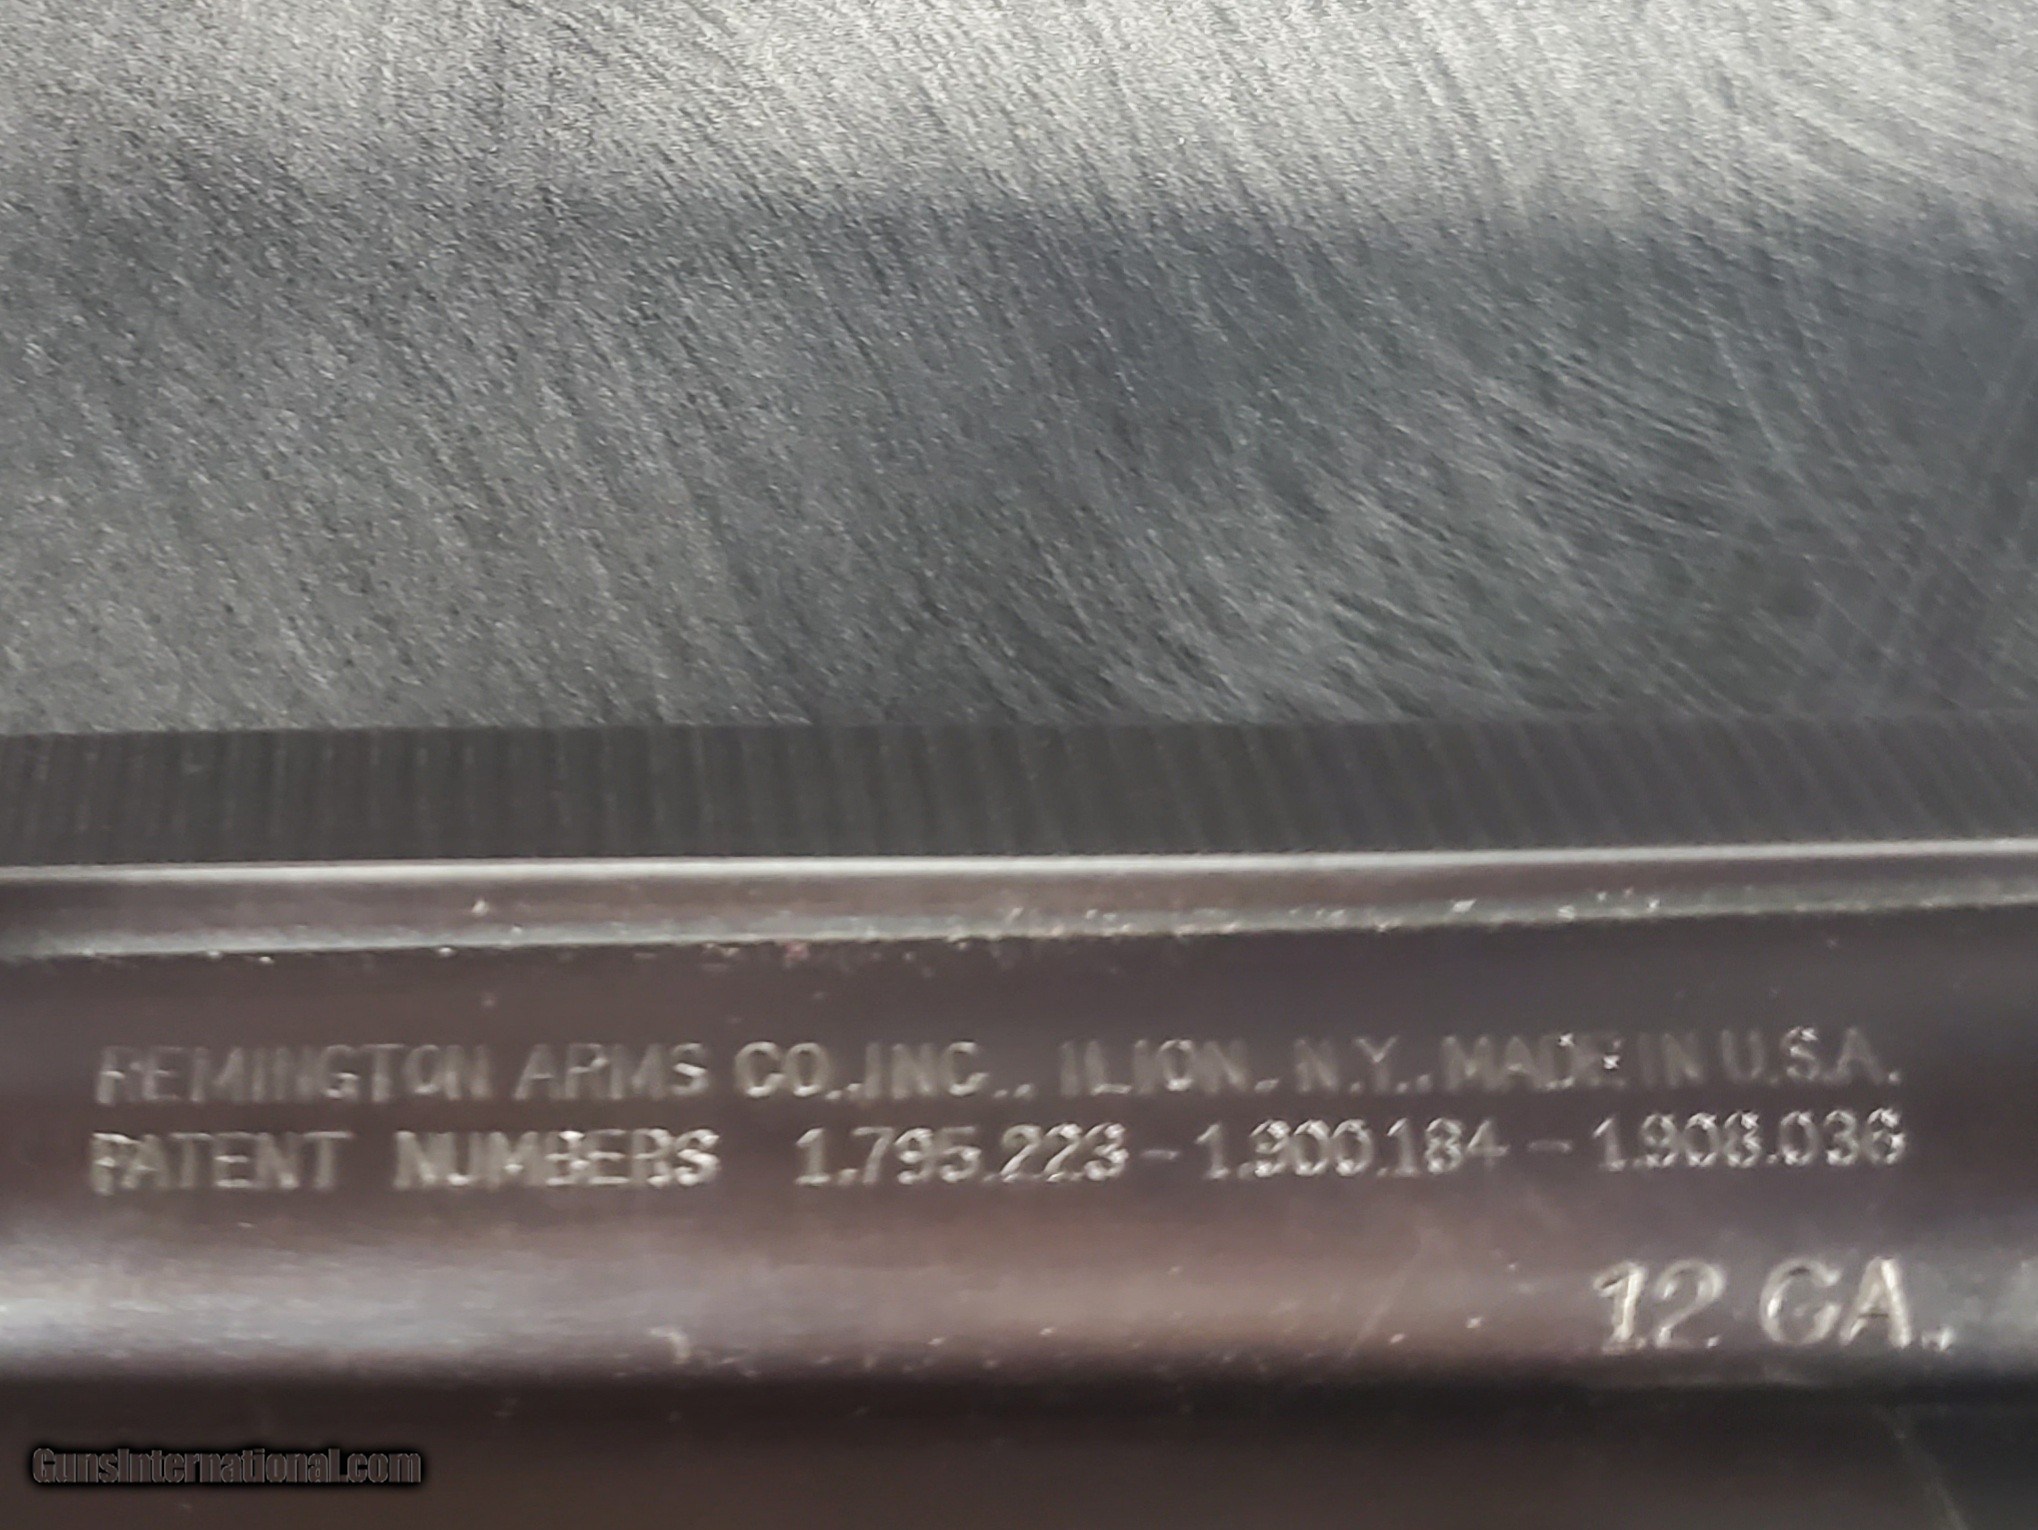 REMINGTON ARMS CO., INC., ILION, N.Y., MADE IN U.S.A.
PATENT NUMBERS 1.795.223-1.900.184-1.908.036
12 GA.
GunsInternational.com